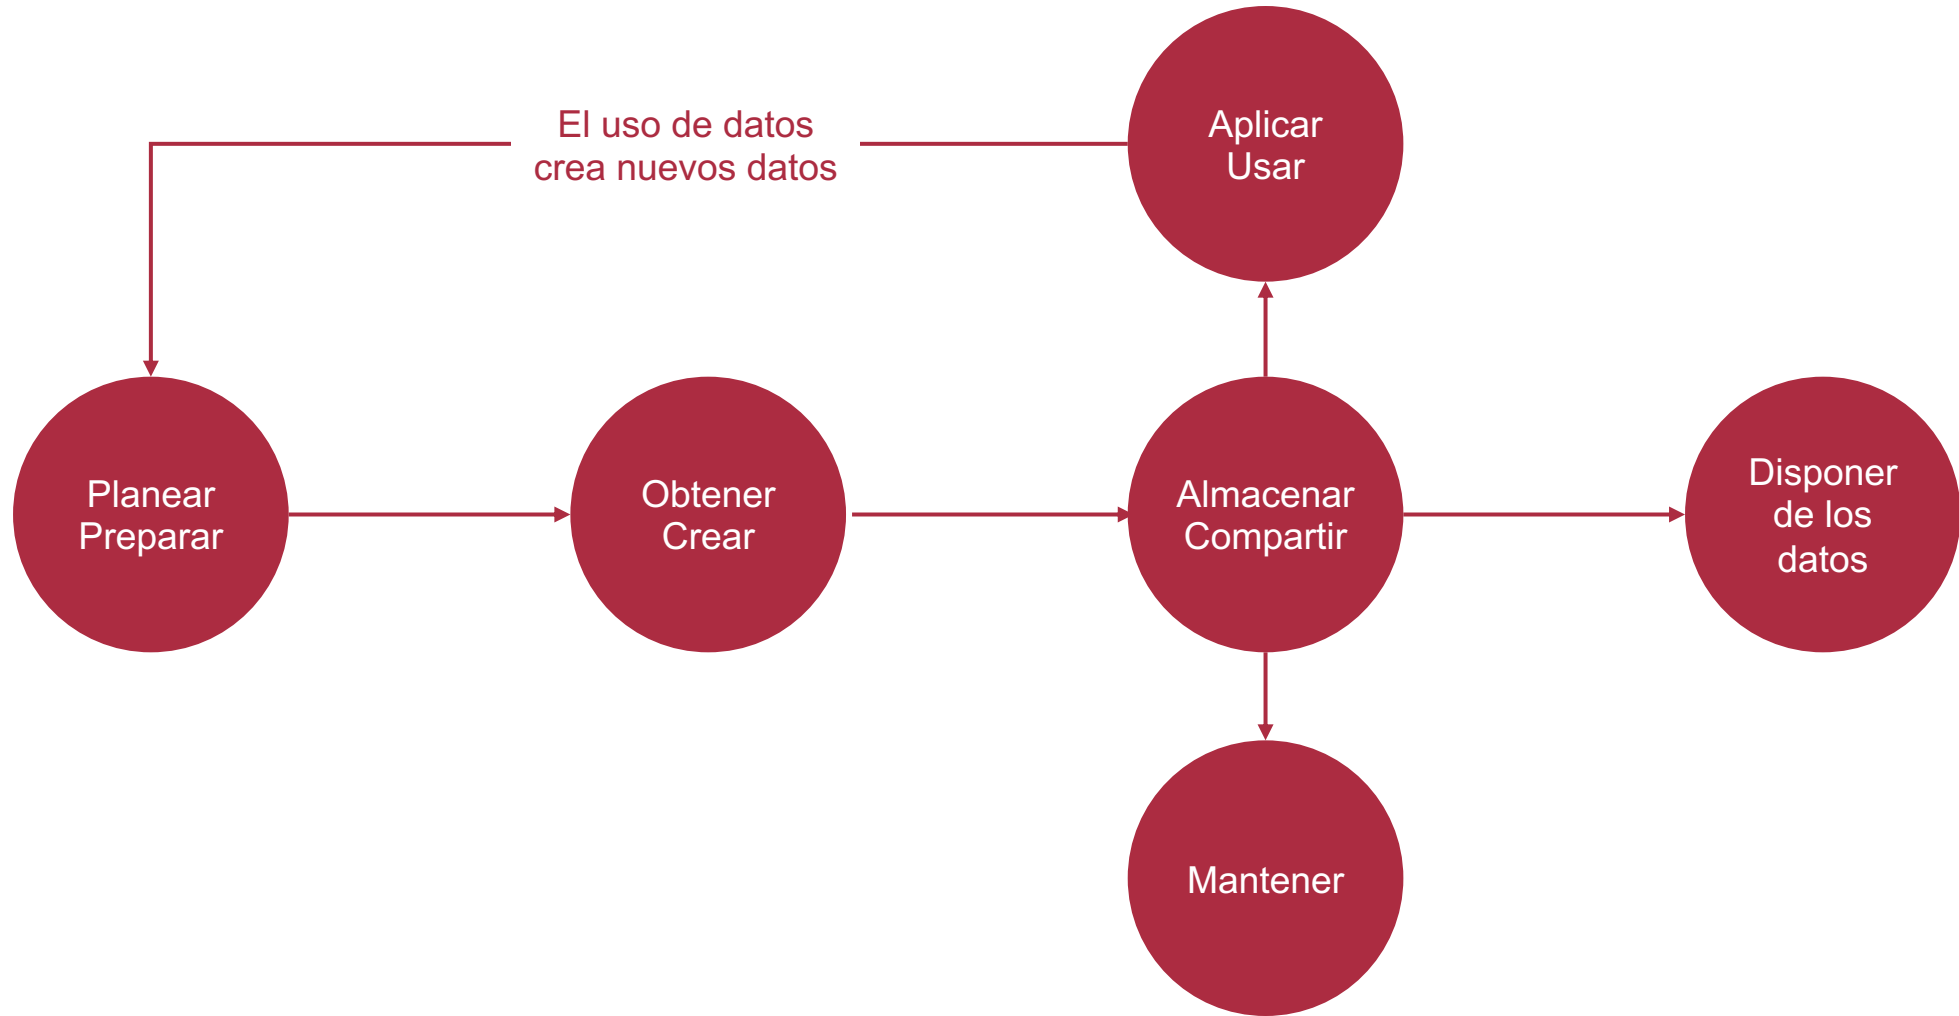 El uso de datos
crea nuevos datos
Aplicar
Usar
Planear
Preparar
Obtener
Crear
Almacenar
Compartir
Disponer
de los
datos
Mantener